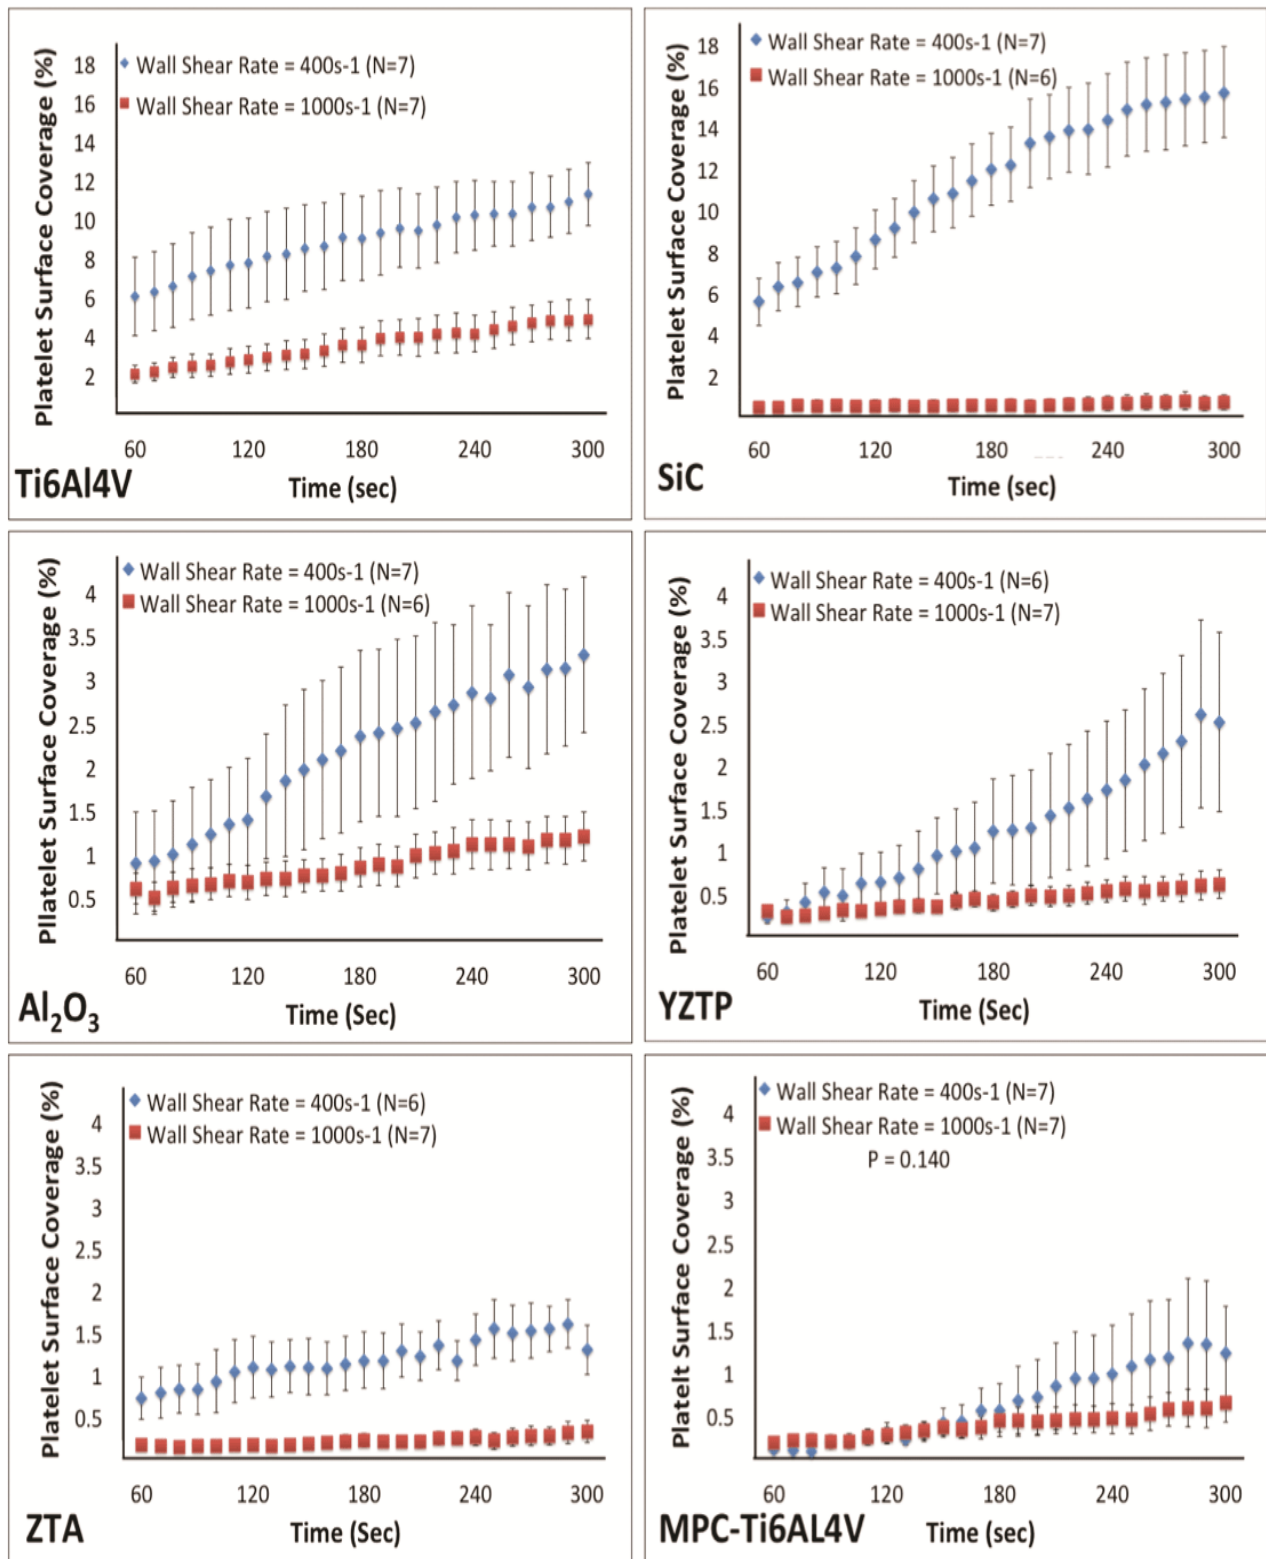 Platelet Surface Coverage (%)
Wall Shear Rate = 400s-1 (N=7)
Wall Shear Rate = 1000s-1 (N=7)
18
16
14
12
10
8
6
4
2
60 120 180 240 300
Ti6Al4V
Time (sec)
Platelet Surface Coverage (%)
Wall Shear Rate = 400s-1 (N=7)
Wall Shear Rate = 1000s-1 (N=6)
18
16
14
12
10
8
6
4
2
60 120 180 240 300
SiC
Time (sec)
Pllatelet Surface Coverage (%)
Wall Shear Rate = 400s-1 (N=7)
Wall Shear Rate = 1000s-1 (N=6)
4
3.5
3
2.5
2
1.5
1
0.5
60 120 180 240 300
Al₂O₃
Time (Sec)
Platelet Surface Coverage (%)
Wall Shear Rate = 400s-1 (N=6)
Wall Shear Rate = 1000s-1 (N=7)
4
3.5
3
2.5
2
1.5
1
0.5
60 120 180 240 300
YZTP
Time (Sec)
Platelet Surface Coverage (%)
Wall Shear Rate = 400s-1 (N=6)
Wall Shear Rate = 1000s-1 (N=7)
4
3.5
3
2.5
2
1.5
1
0.5
60 120 180 240 300
ZTA
Time (Sec)
Platelt Surface Coverage (%)
Wall Shear Rate = 400s-1 (N=7)
Wall Shear Rate = 1000s-1 (N=7)
P = 0.140
4
3.5
3
2.5
2
1.5
1
0.5
60 120 180 240 300
MPC-Ti6AL4V
Time (Sec)